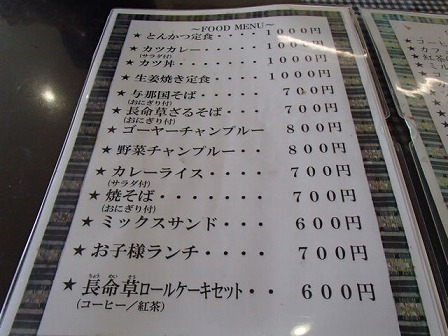 ～FOOD MENU～
★とんかつ定食・・・・１０００円
★カツカレー・・・・・１０００円
(サラダ付)
★カツ丼・・・・・・・１０００円
★生姜焼き定食・・・・１０００円
★与那国そば・・・・・７００円
(おにぎり付)
★長命草ざるそば・・・７００円
★ゴーヤーチャンプルー ８００円
★野菜チャンプルー・・８００円
★カレーライス・・・・７００円
(サラダ付)
★焼そば・・・・・・・７００円
(おにぎり付)
★ミックスサンド・・・６００円
★お子様ランチ・・・・７００円
ちょう めい そう
★長命草ロールケーキセット・・６００円
(コーヒー／紅茶)